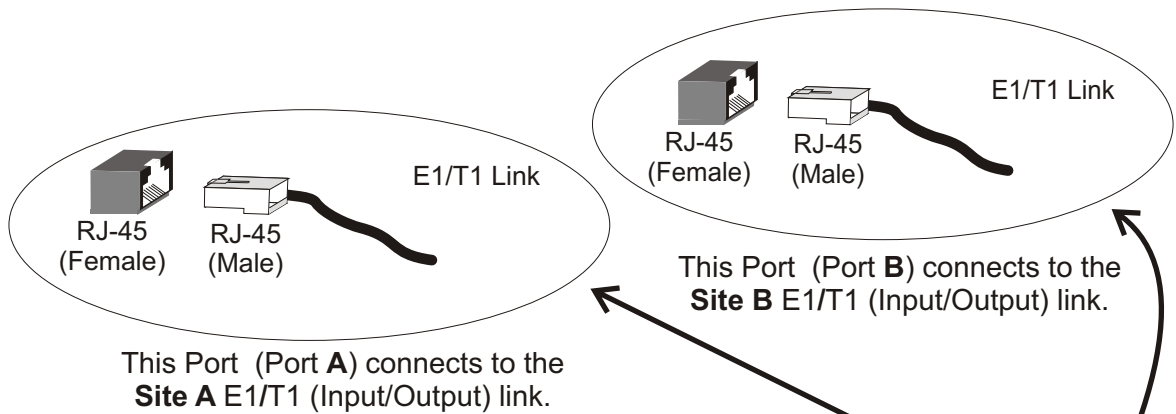 E1/T1 Link
RJ-45
(Female)
RJ-45
(Male)
This Port (Port B) connects to the
Site B E1/T1 (Input/Output) link.
E1/T1 Link
RJ-45
(Female)
RJ-45
(Male)
This Port (Port A) connects to the
Site A E1/T1 (Input/Output) link.